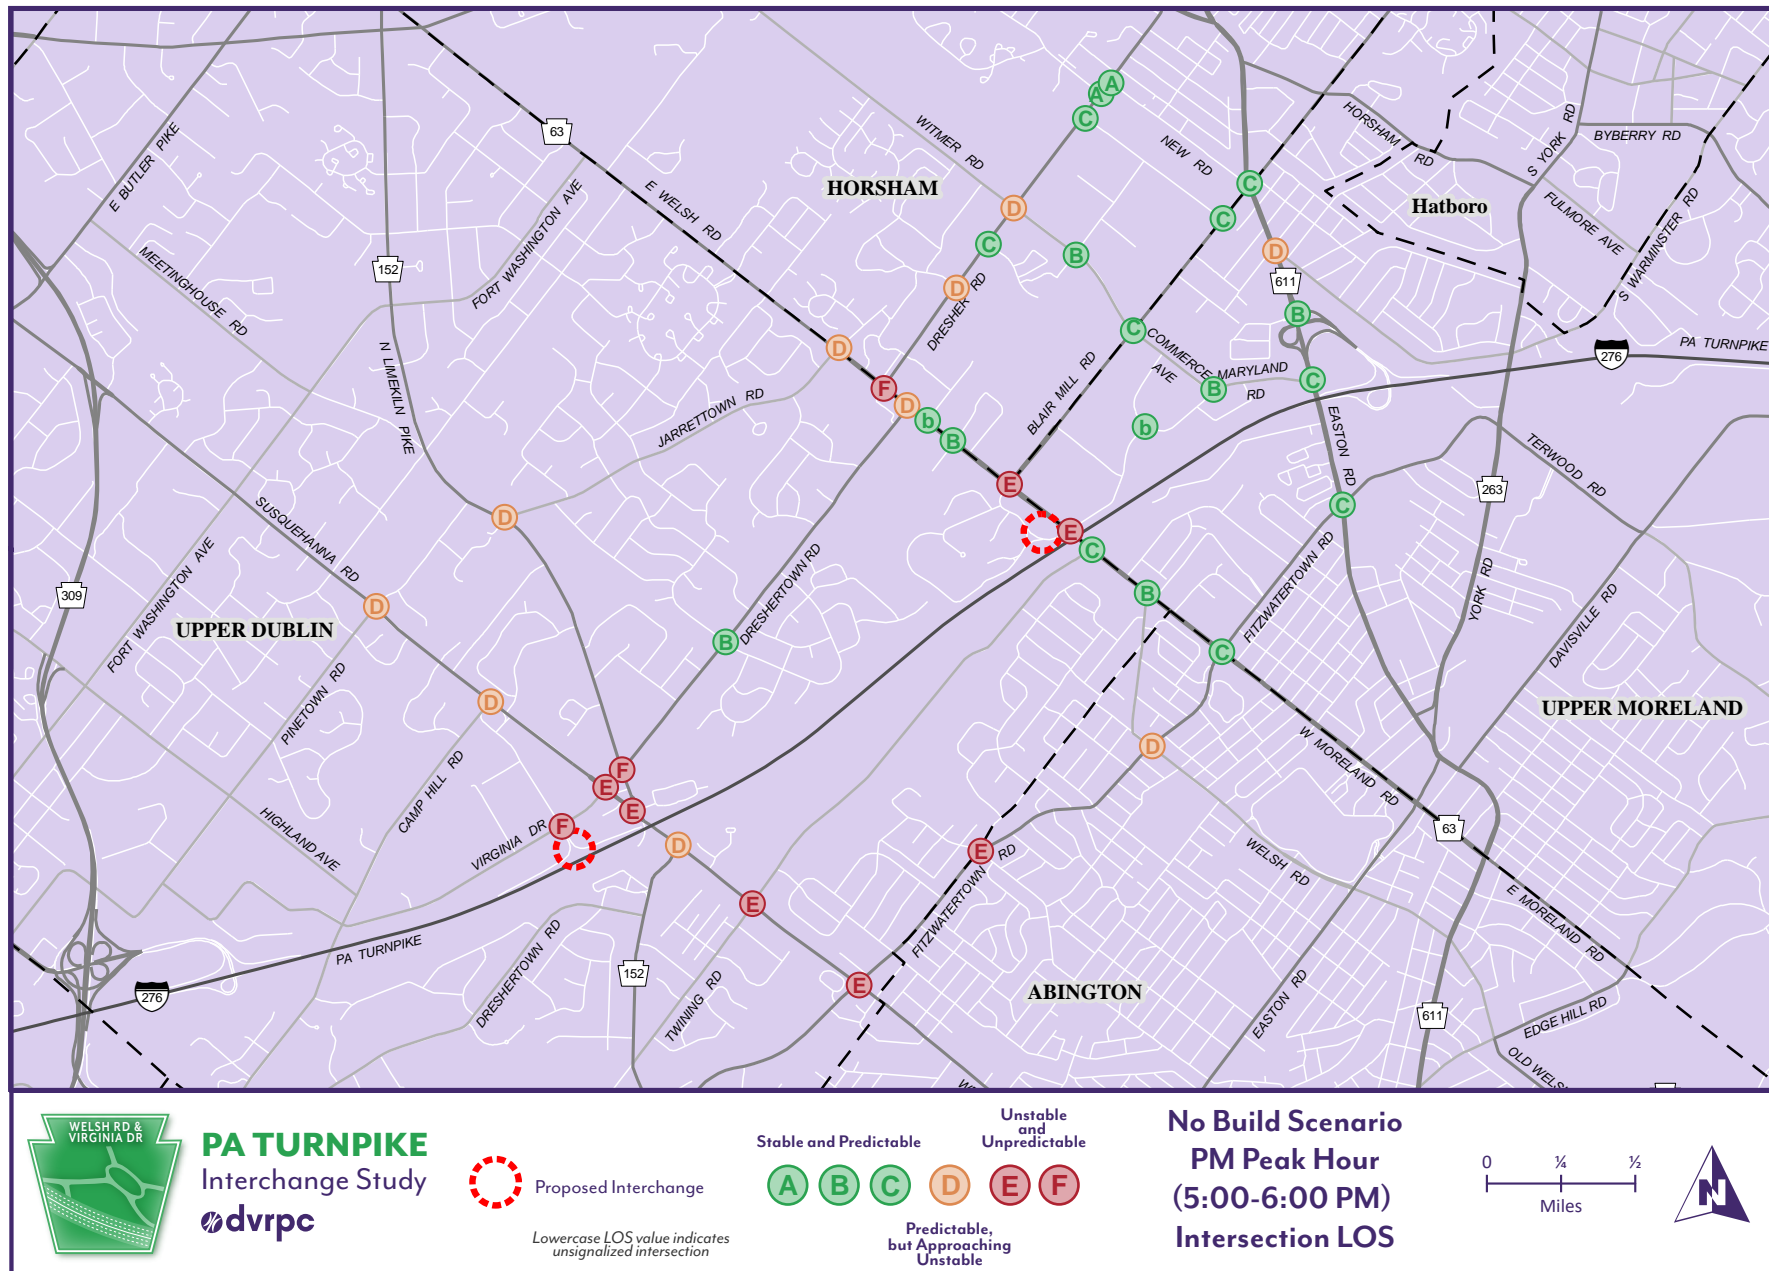 63
E BUTLER PIKE
E WELSH RD
WITMER RD
HORSHAM
NEW RD
HORSHAM RD
S YORK RD
BYBERRY RD
Hatboro
FULMORE AVE
S WARMINSTER RD
A
A
C
D
C
B
D
C
C
D
611
B
MEETINGHOUSE RD
152
FORT WASHINGTON AVE
N LIMEKILN PIKE
DRESHER RD
D
F
D
b
B
C
COMMERCE AVE
MARYLAND RD
B
C
b
BLAIR MILL RD
EASTON RD
PA TURNPIKE
276
JARRETTOWN RD
E
E
C
B
C
C
TERWOOD RD
263
YORK RD
DAVISVILLE RD
SUSQUEHANNA RD
D
FORT WASHINGTON AVE
309
UPPER DUBLIN
D
PINETOWN RD
D
DRESHERTOWN RD
B
FITZWATERTOWN RD
UPPER MORELAND
W MORELAND RD
D
63
CAMP HILL RD
HIGHLAND AVE
F
E
E
F
VIRGINIA DR
D
E
E
E
FITZWATERTOWN RD
WELSH RD
E MORELAND RD
PA TURNPIKE
276
DRESHERTOWN RD
152
TWINING RD
ABINGTON
EASTON RD
611
EDGE HILL RD
OLD WELSH
WELSH RD &
VIRGINIA DR
PA TURNPIKE
Interchange Study
dvrpc
Proposed Interchange
Lowercase LOS value indicates
unsignalized intersection
Stable and Predictable
Unstable
and
Unpredictable
A B C D E F
Predictable,
but Approaching
Unstable
No Build Scenario
PM Peak Hour
(5:00-6:00 PM)
Intersection LOS
0 ¼ ½
Miles
N